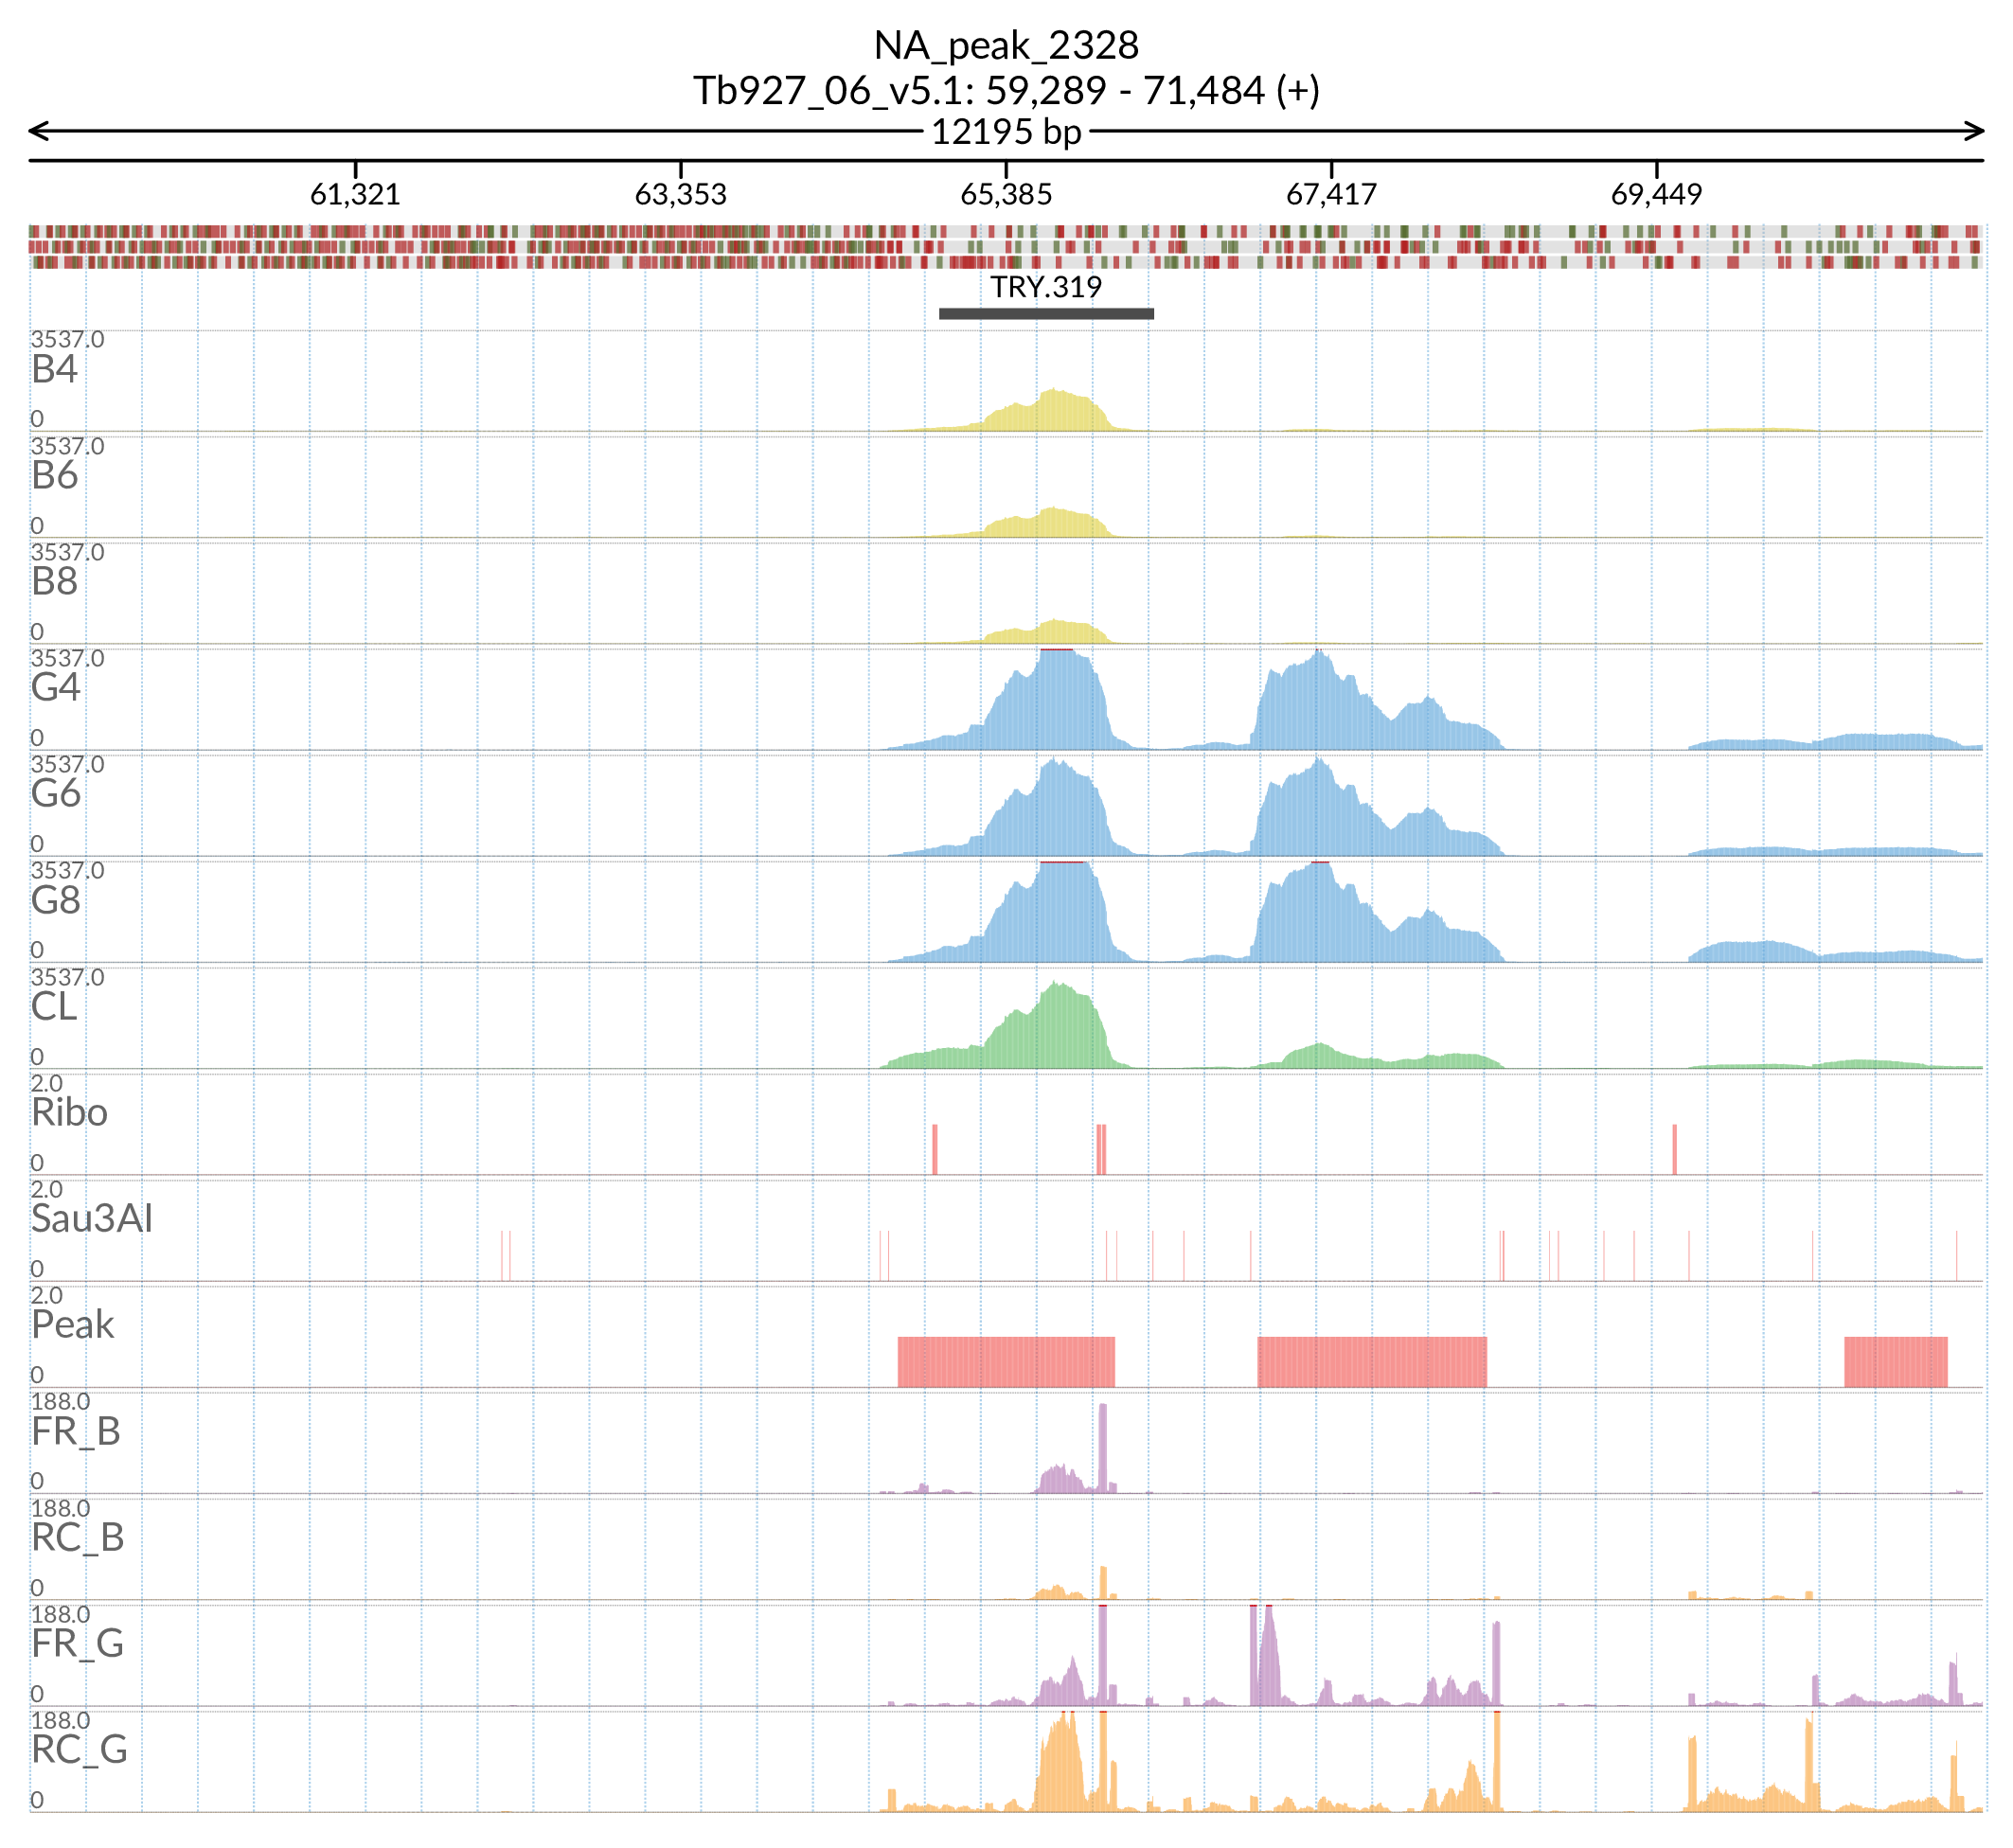 NA_peak_2328
Tb927_06_v5.1: 59,289 - 71,484 (+)
12195 bp
61,321 63,353 65,385 67,417 69,449
TRY.319
3537.0
B4
0
3537.0
B6
0
3537.0
B8
0
3537.0
G4
0
3537.0
G6
0
3537.0
G8
0
3537.0
CL
0
2.0
Ribo
0
2.0
Sau3AI
0
2.0
Peak
0
188.0
FR_B
0
188.0
RC_B
0
188.0
FR_G
0
188.0
RC_G
0